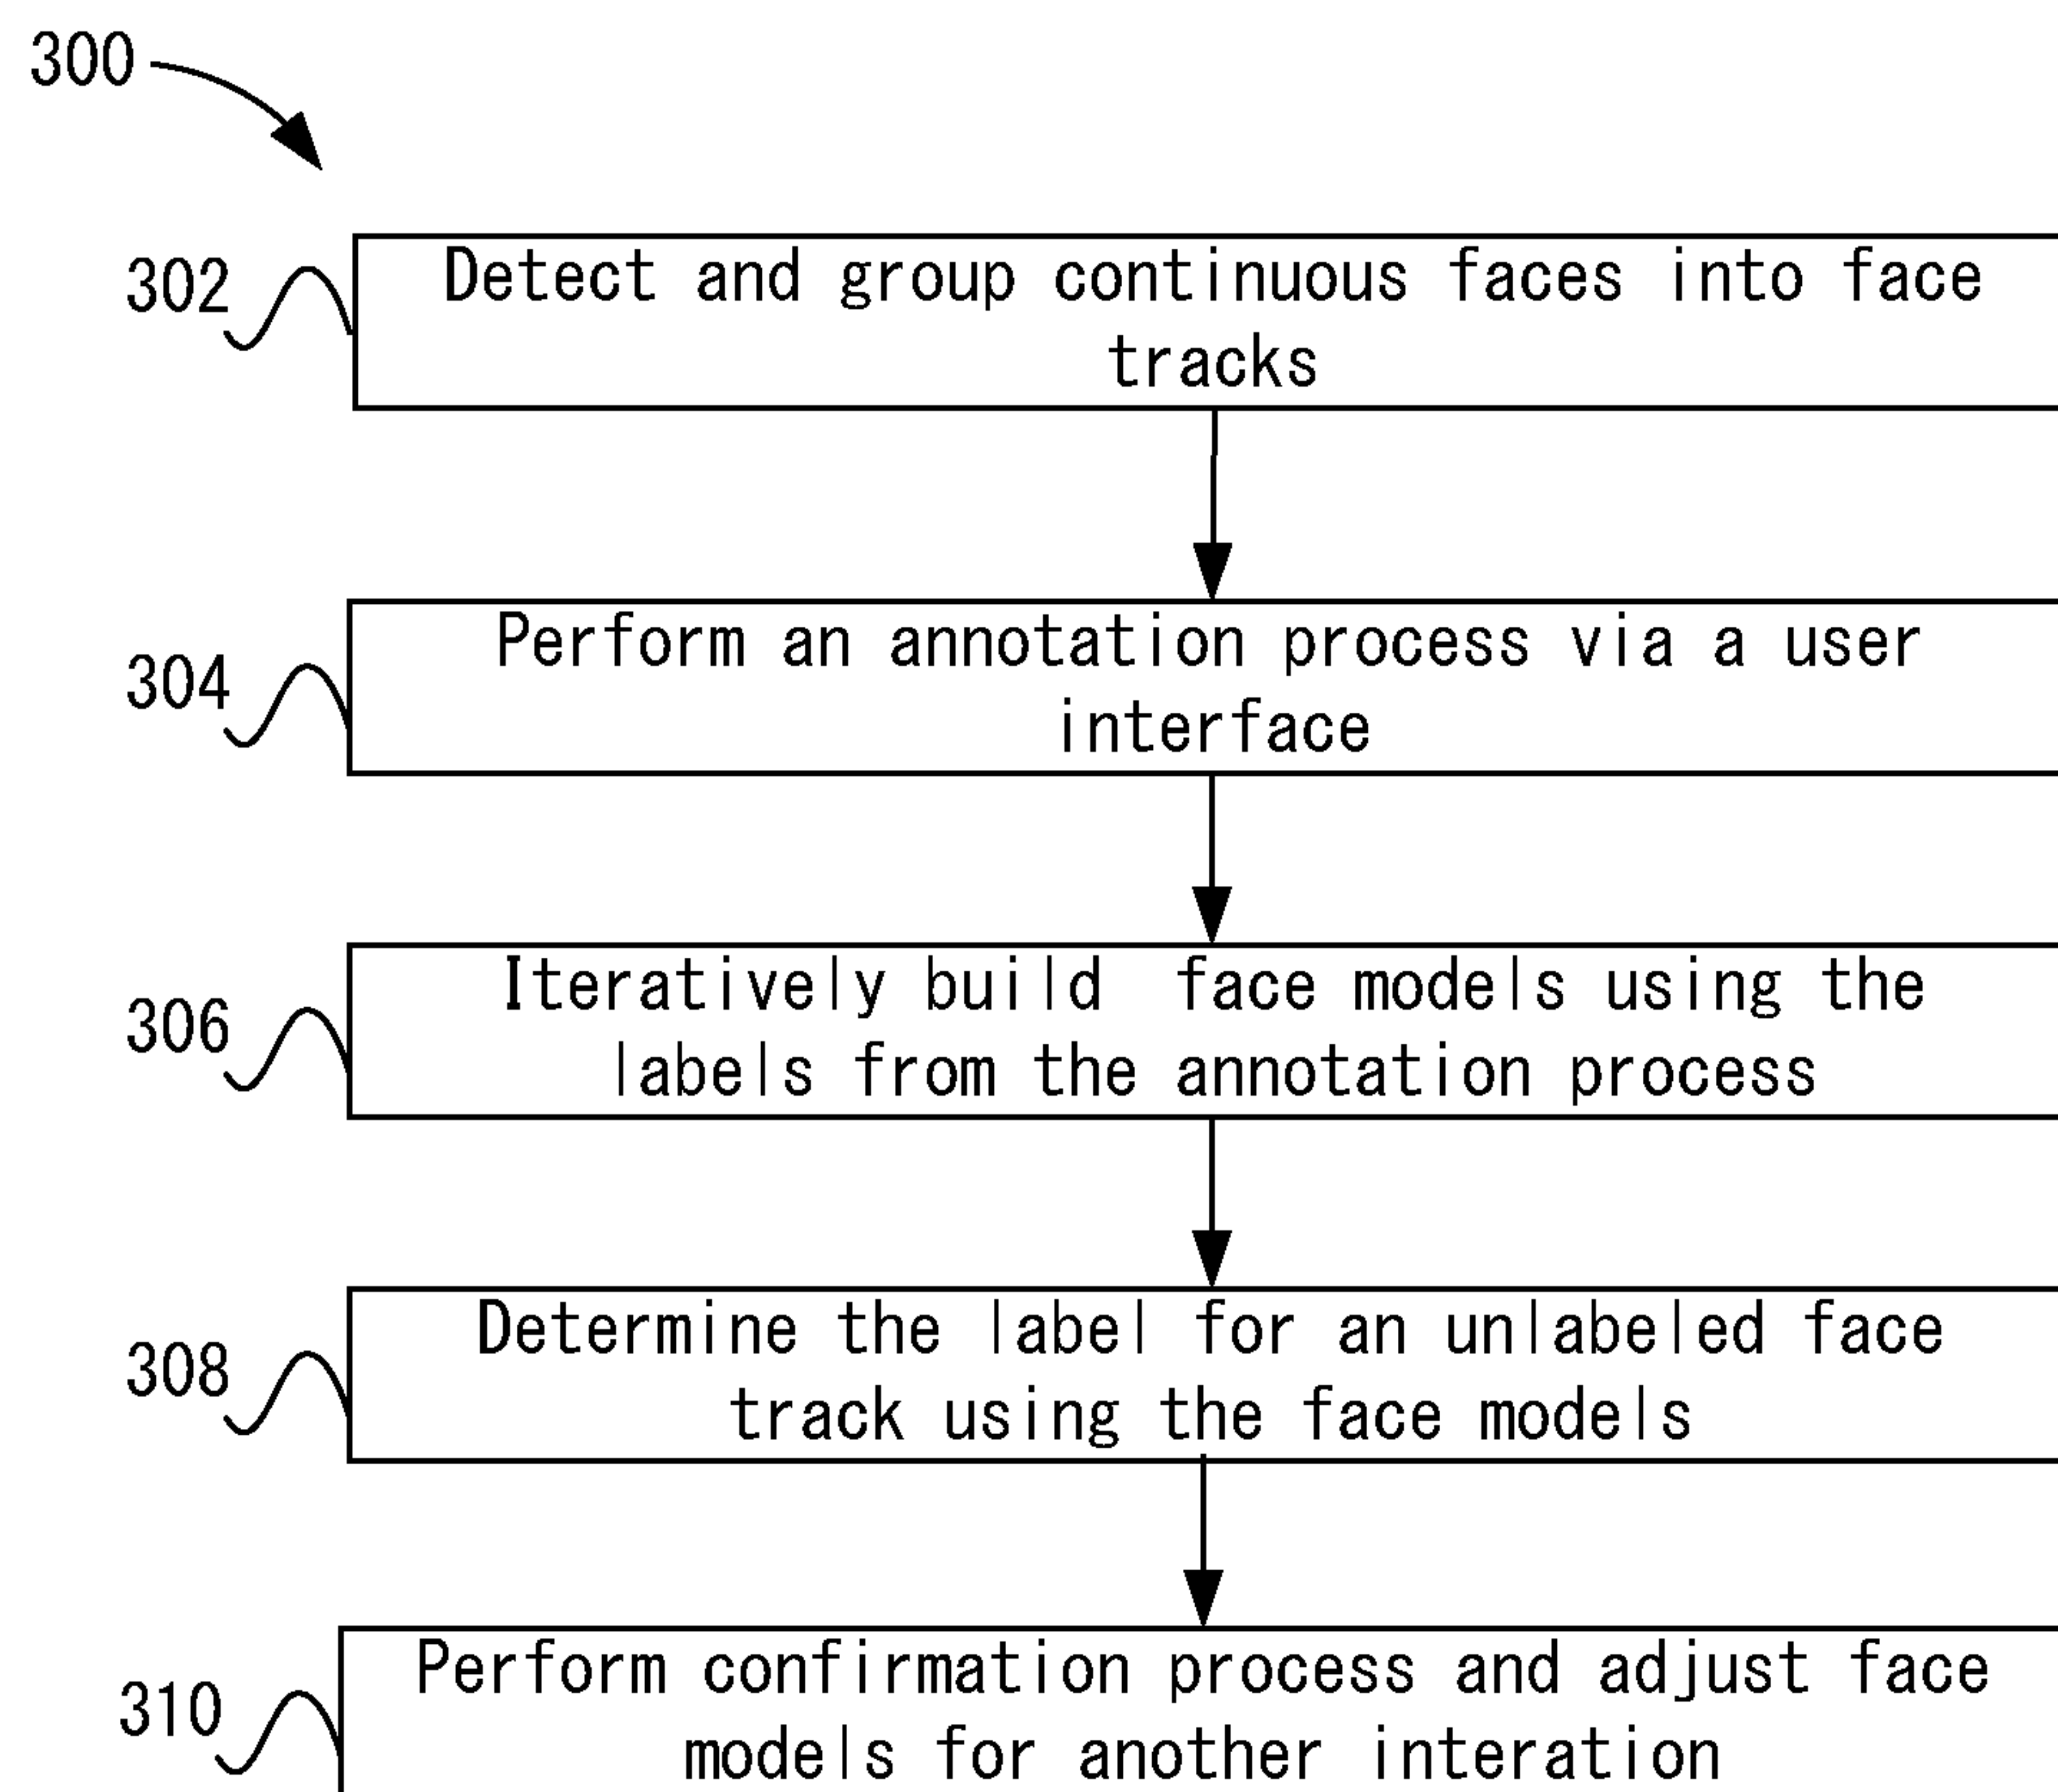 300
302
Detect and group continuous faces into face
tracks
304
Perform an annotation process via a user
interface
306
Iteratively build face models using the
labels from the annotation process
308
Determine the label for an unlabeled face
track using the face models
310
Perform confirmation process and adjust face
models for another interation